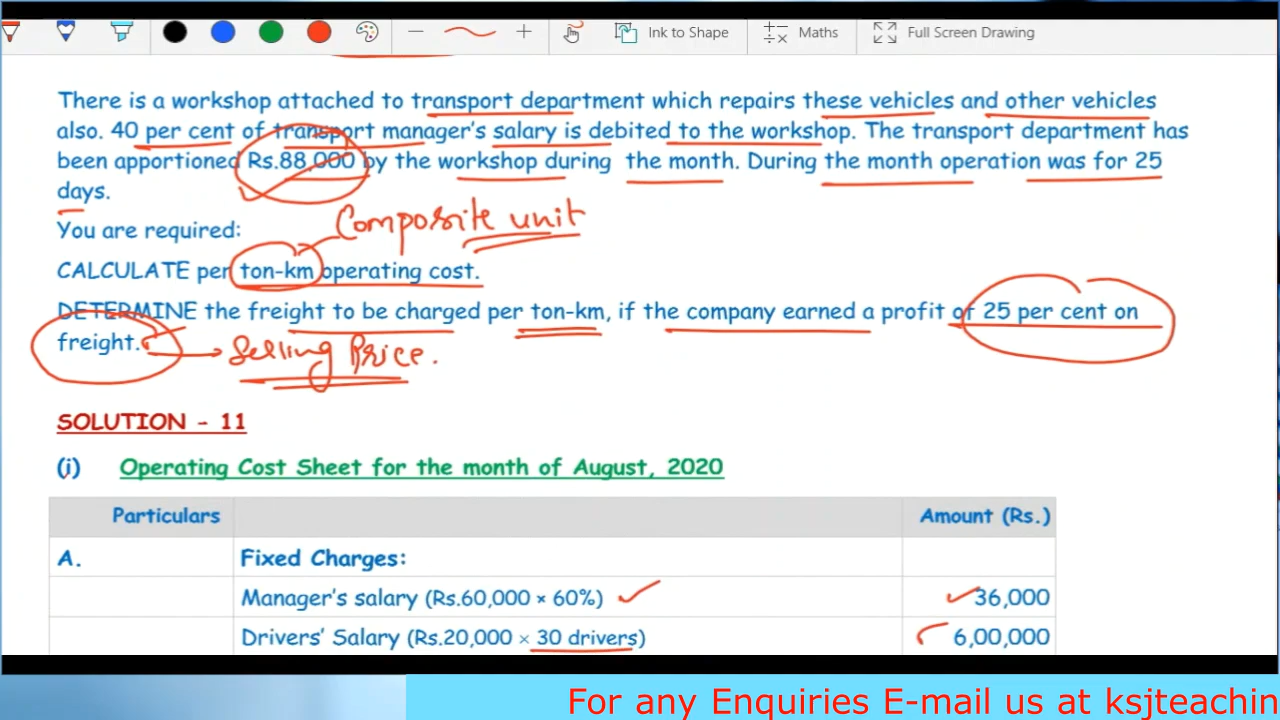 Ink to Shape Maths Full Screen Drawing
There is a workshop attached to transport department which repairs these vehicles and other vehicles
also. 40 per cent of transport manager's salary is debited to the workshop. The transport department has
been apportioned Rs.88,000 by the workshop during the month. During the month operation was for 25
days.
Composite unit
You are required:
CALCULATE per ton-km operating cost.
DETERMINE the freight to be charged per ton-km, if the company earned a profit of 25 per cent on
freight.
Selling Price.
SOLUTION - 11
(i) Operating Cost Sheet for the month of August, 2020
Particulars Amount (Rs.)
A. Fixed Charges:
Manager's salary (Rs.60,000 × 60%) 36,000
Drivers' Salary (Rs.20,000 × 30 drivers) 6,00,000
For any Enquiries E-mail us at ksjteachin